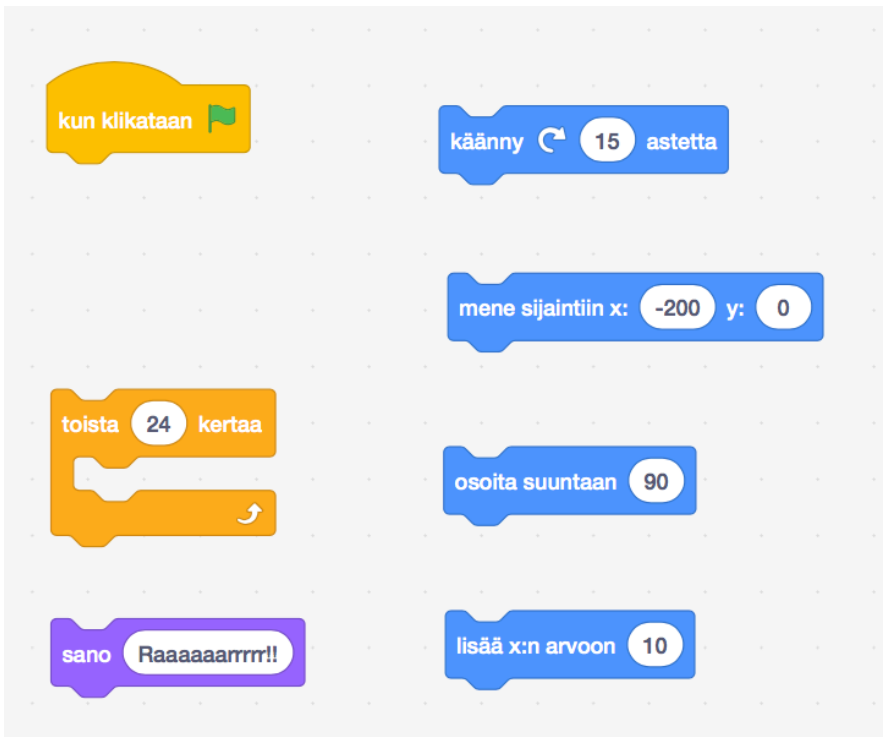 kun klikataan
käänny 15 astetta
mene sijaintiin x: -200 y: 0
toista 24 kertaa
osoita suuntaan 90
sano Raaaaaarrrrr!!
lisää x:n arvoon 10